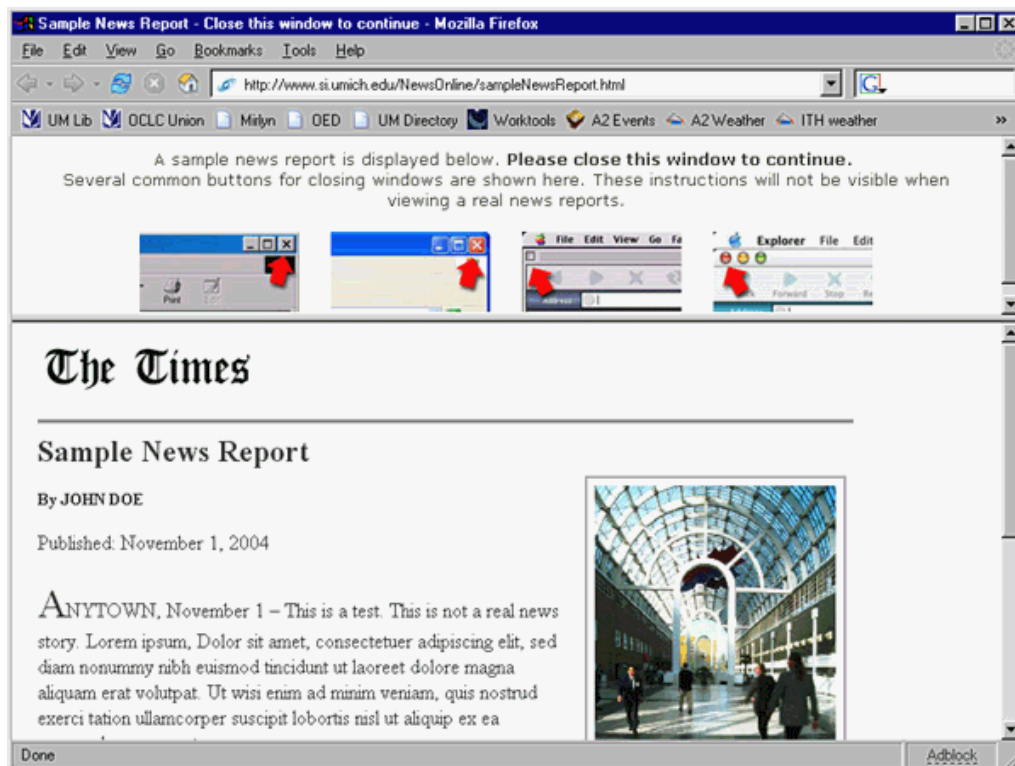 Sample News Report - Close this window to continue - Mozilla Firefox
File Edit View Go Bookmarks Tools Help
http://www.si.umich.edu/NewsOnline/sampleNewsReport.html
UM Lib OCLC Union Mirlyn OED UM Directory Worktools A2 Events A2 Weather ITH weather »
A sample news report is displayed below. Please close this window to continue.
Several common buttons for closing windows are shown here. These instructions will not be visible when
viewing a real news reports.
File Edit View Go Fa
Explorer File Edit
Print
Forward Stop Re
Address
The Times
Sample News Report
By JOHN DOE
Published: November 1, 2004
ANYTOWN, November 1 – This is a test. This is not a real news
story. Lorem ipsum, Dolor sit amet, consectetuer adipiscing elit, sed
diam nonummy nibh euismod tincidunt ut laoreet dolore magna
aliquam erat volutpat. Ut wisi enim ad minim veniam, quis nostrud
exerci tation ullamcorper suscipit lobortis nisl ut aliquip ex ea
Done Adblock